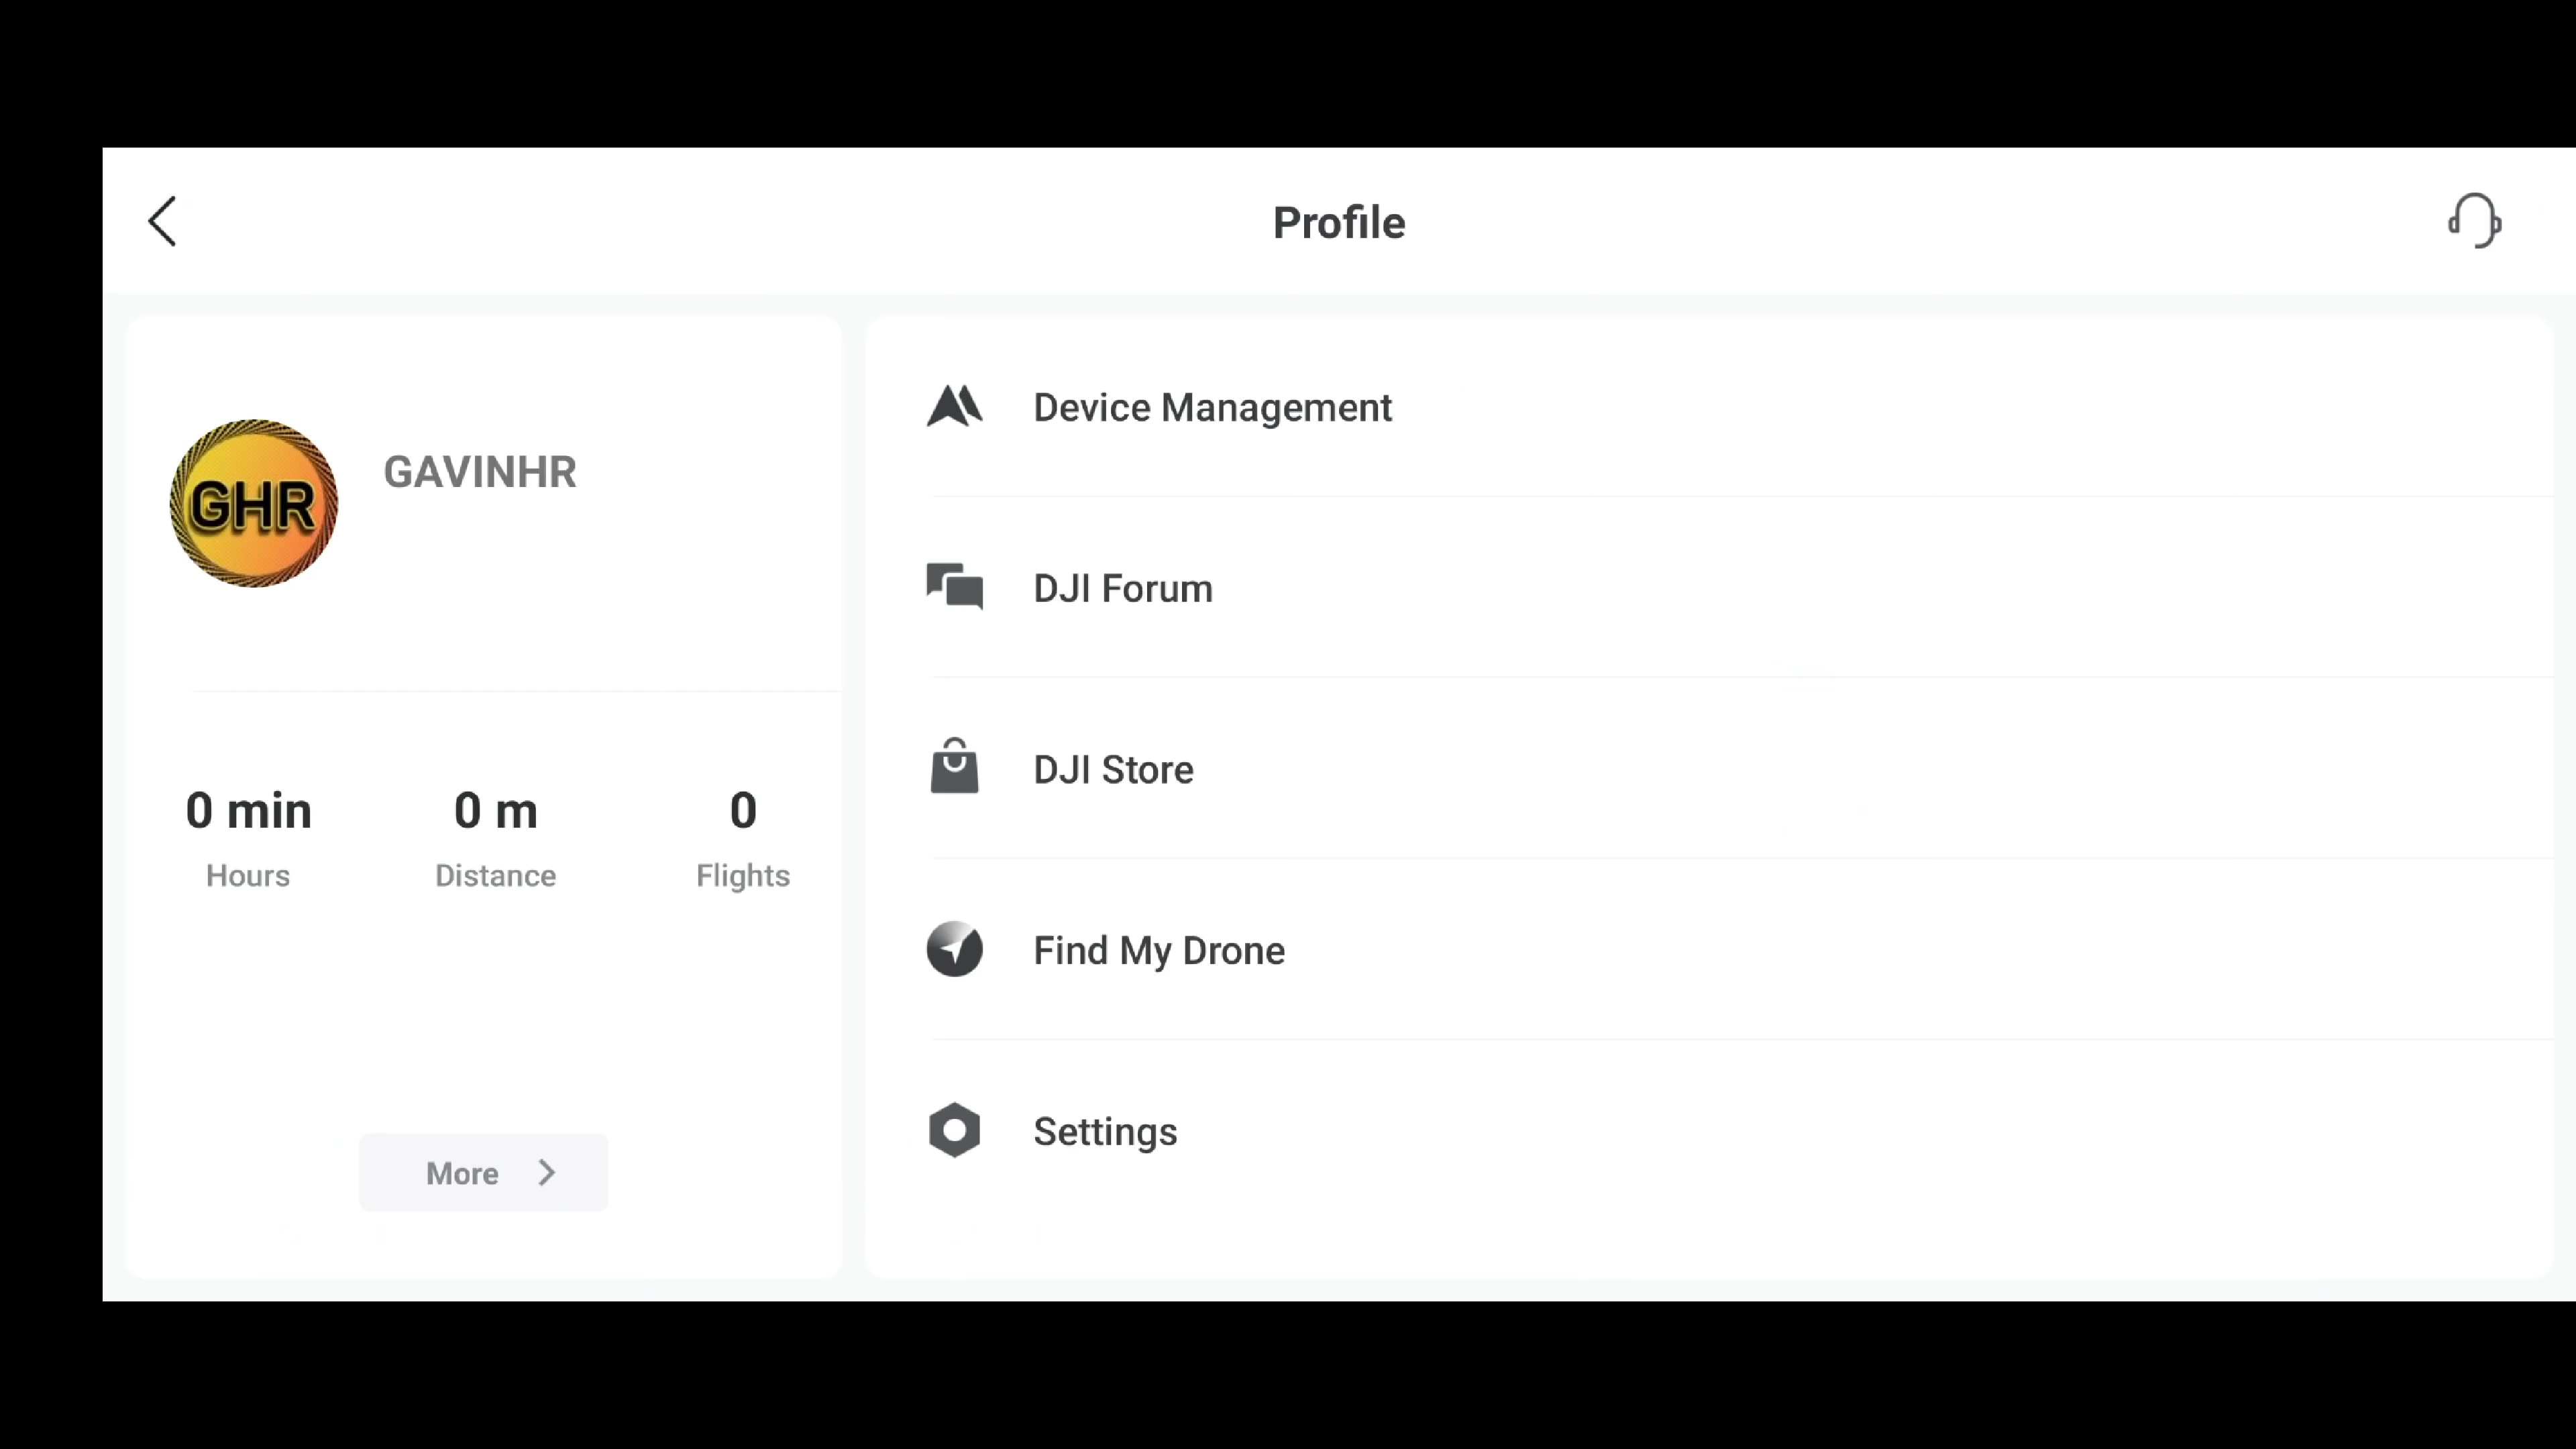 Profile
GHR
GAVINHR
0 min
Hours
0 m
Distance
0
Flights
More
Device Management
DJI Forum
DJI Store
Find My Drone
Settings